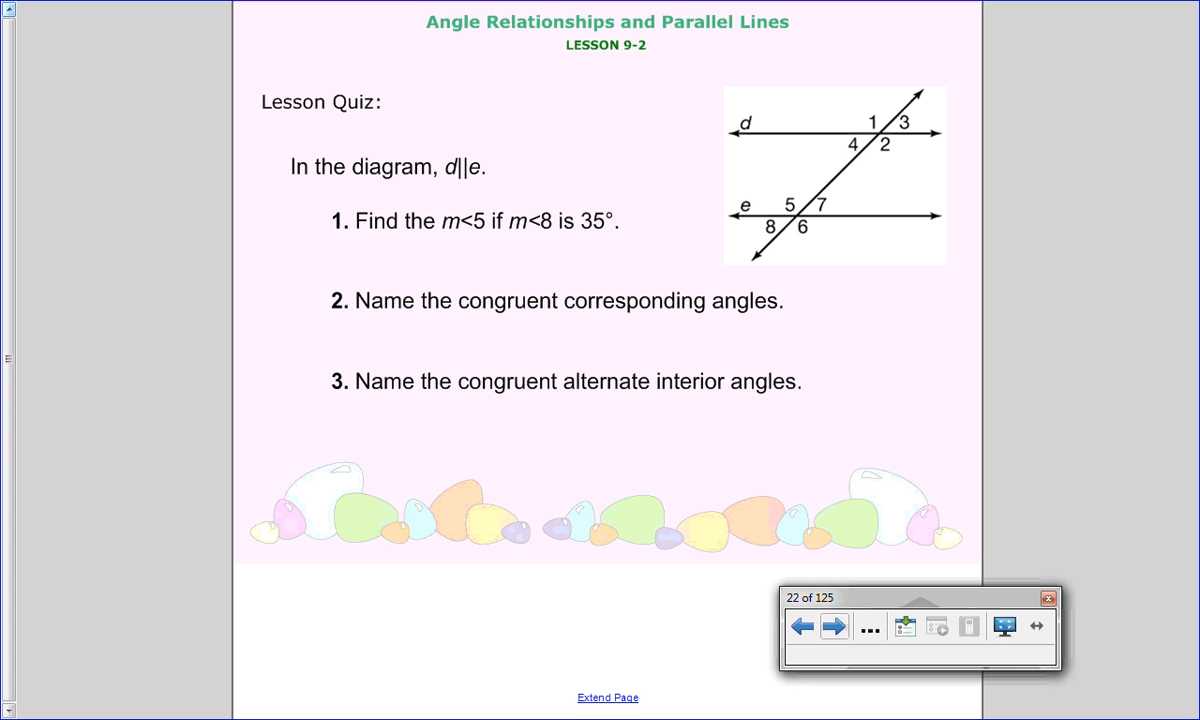 Angle Relationships and Parallel Lines
LESSON 9-2
Lesson Quiz:
In the diagram, d||e.
1. Find the m<5 if m<8 is 35°.
2. Name the congruent corresponding angles.
3. Name the congruent alternate interior angles.
d 1 3
4 2
e 5 7
8 6
22 of 125
...
Extend Page